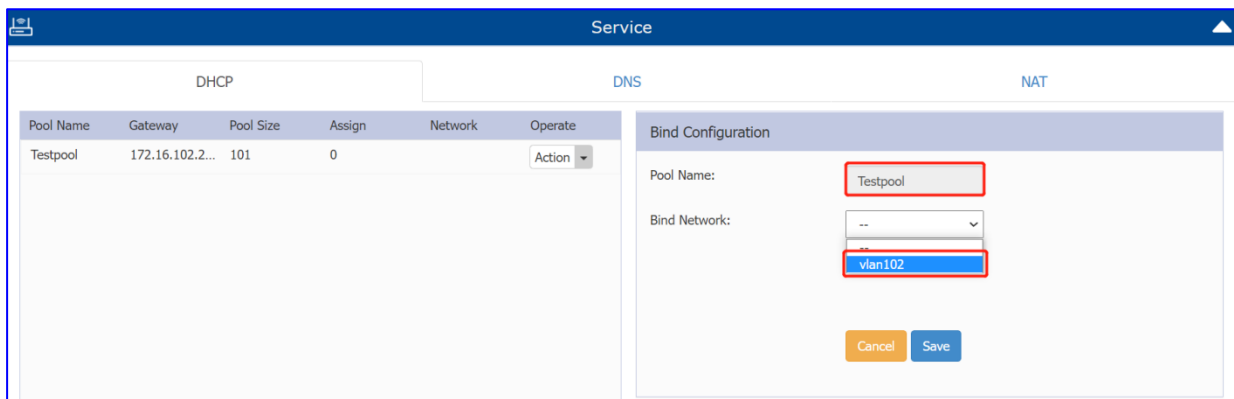 Service
DHCP DNS NAT
Pool Name Gateway Pool Size Assign Network Operate
Testpool 172.16.102.2... 101 0 Action
Bind Configuration
Pool Name: Testpool
Bind Network: --
--
vlan102
Cancel Save